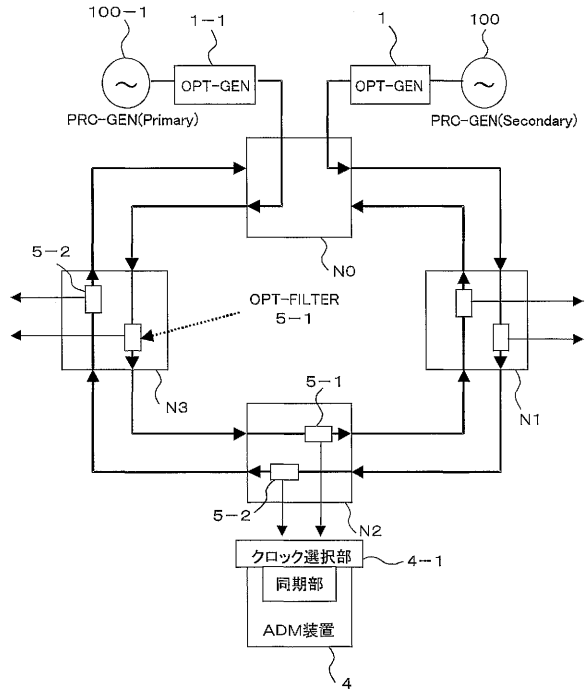 100-1
1-1
1
100
~
OPT-GEN
OPT-GEN
~
PRC-GEN(Primary)
PRC-GEN(Secondary)
N0
5-2
OPT-FILTER
5-1
N3
N1
5-1
5-2
N2
クロック選択部
4-1
同期部
ADM装置
4